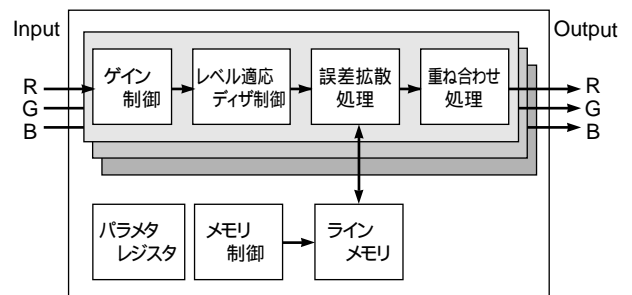 Input
Output
ゲイン
制御
レベル適応
ディザ制御
誤差拡散
処理
重ね合わせ
処理
R
G
B
R
G
B
パラメタ
レジスタ
メモリ
制御
ライン
メモリ